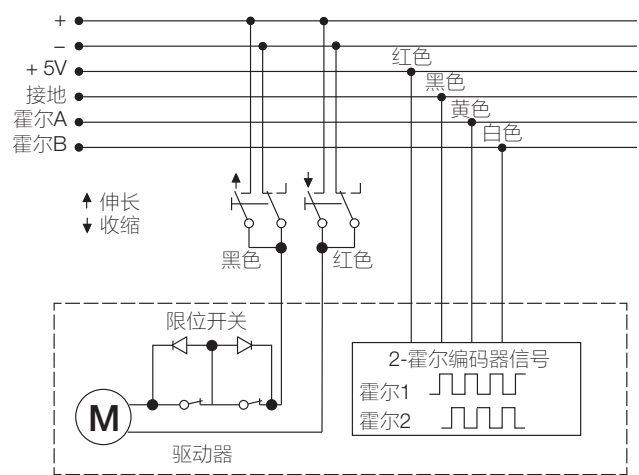 +
–
+ 5V
接地
霍尔A
霍尔B
红色
黑色
黄色
白色
伸长
收缩
黑色
红色
限位开关
M
驱动器
2-霍尔编码器信号
霍尔1
霍尔2